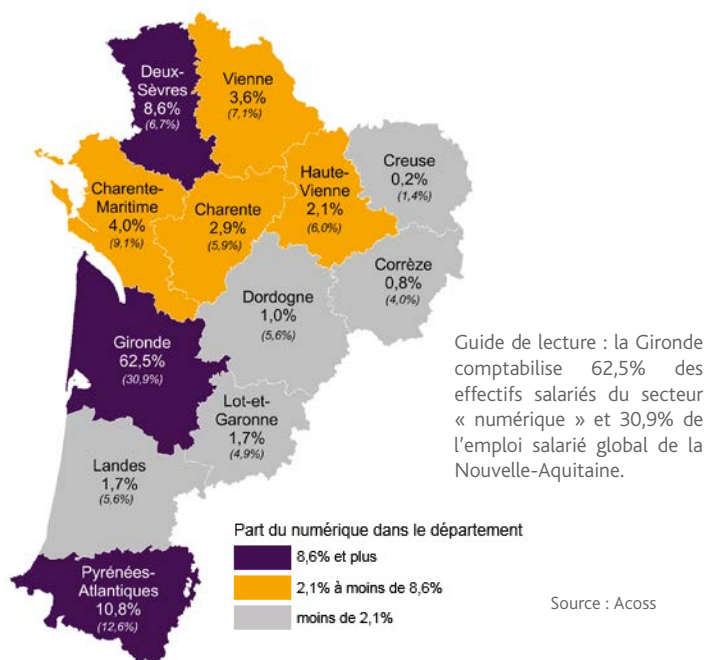 Deux-
Sèvres
8,6%
(6,7%)
Vienne
3,6%
(7,1%)
Charente-
Maritime
4,0%
(9,1%)
Charente
2,9%
(5,9%)
Haute-
Vienne
2,1%
(6,0%)
Creuse
0,2%
(1,4%)
Corrèze
0,8%
(4,0%)
Dordogne
1,0%
(5,6%)
Gironde
62,5%
(30,9%)
Lot-et-
Garonne
1,7%
(4,9%)
Landes
1,7%
(5,6%)
Pyrénées-
Atlantiques
10,8%
(12,6%)
Guide de lecture : la Gironde
comptabilise 62,5% des
effectifs salariés du secteur
« numérique » et 30,9% de
l’emploi salarié global de la
Nouvelle-Aquitaine.
Part du numérique dans le département
8,6% et plus
2,1% à moins de 8,6%
moins de 2,1%
Source : Acoss